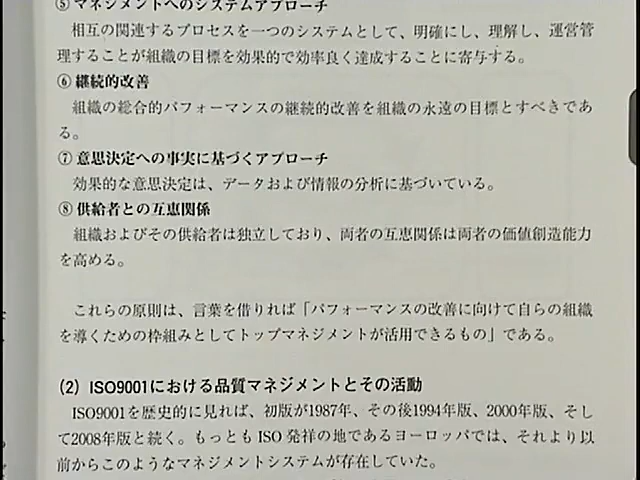 ⑤ マネジメントへのシステムアプローチ
相互の関連するプロセスを一つのシステムとして、明確にし、理解し、運営管
理することが組織の目標を効果的で効率良く達成することに寄与する。
⑥ 継続的改善
組織の総合的パフォーマンスの継続的改善を組織の永遠の目標とすべきであ
る。
⑦ 意思決定への事実に基づくアプローチ
効果的な意思決定は、データおよび情報の分析に基づいている。
⑧ 供給者との互恵関係
組織およびその供給者は独立しており、両者の互恵関係は両者の価値創造能力
を高める。
これらの原則は、言葉を借りれば「パフォーマンスの改善に向けて自らの組織
を導くための枠組みとしてトップマネジメントが活用できるもの」である。
（2）ISO9001における品質マネジメントとその活動
ISO9001を歴史的に見れば、初版が1987年、その後1994年版、2000年版、そし
て2008年版と続く。もっとも ISO 発祥の地であるヨーロッパでは、それより以
前からこのようなマネジメントシステムが存在していた。